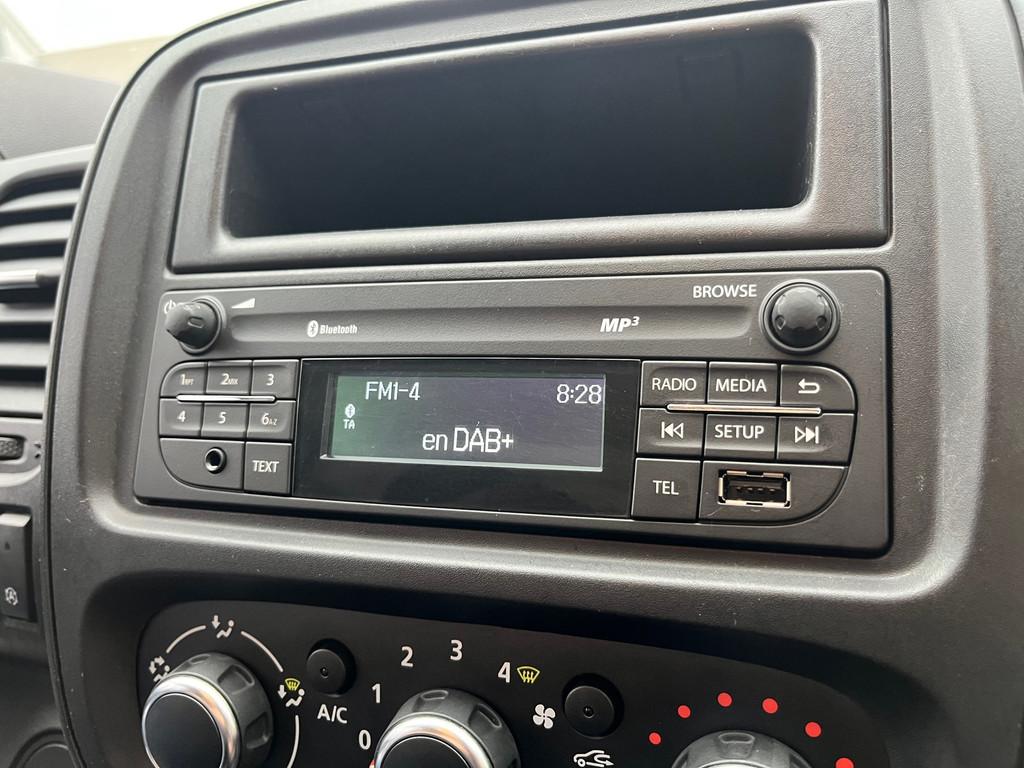 BROWSE
Bluetooth
MP3
1RPT 2MIX 3
FM1-4 8:28
RADIO MEDIA
4 5 6AZ
TA
en DAB+
SETUP
TEXT
TEL
2 3 4
1
A/C
0